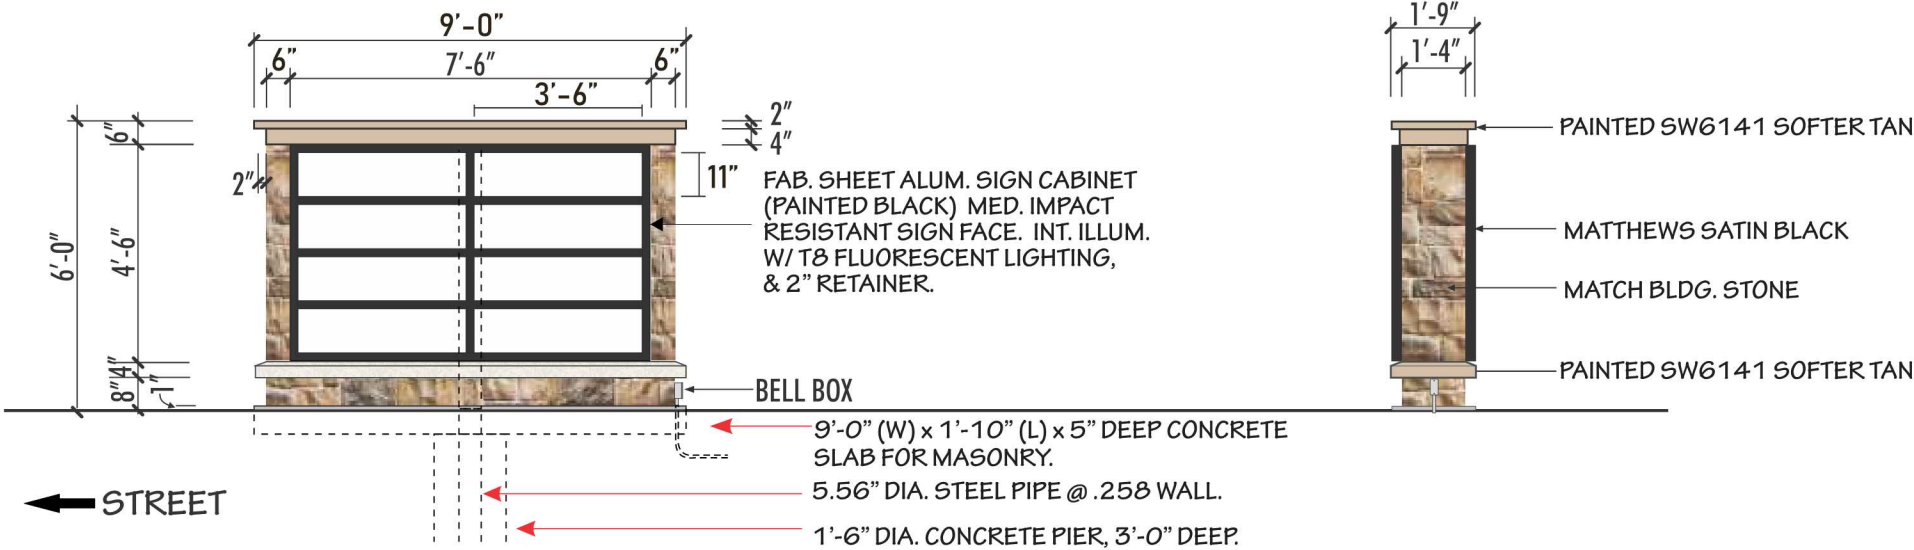 9'-0"
1'-9"
6"
7'-6"
6"
1'-4"
3'-6"
6"
2"
4"
PAINTED SW6141 SOFTER TAN
2"
11"
FAB. SHEET ALUM. SIGN CABINET
(PAINTED BLACK) MED. IMPACT
RESISTANT SIGN FACE. INT. ILLUM.
W/ T8 FLUORESCENT LIGHTING,
& 2" RETAINER.
6'-0"
4'-6"
MATTHEWS SATIN BLACK
MATCH BLDG. STONE
4"
8"
1"
BELL BOX
PAINTED SW6141 SOFTER TAN
9'-0" (W) x 1'-10" (L) x 5" DEEP CONCRETE
SLAB FOR MASONRY.
STREET
5.56" DIA. STEEL PIPE @ .258 WALL.
1'-6" DIA. CONCRETE PIER, 3'-0" DEEP.